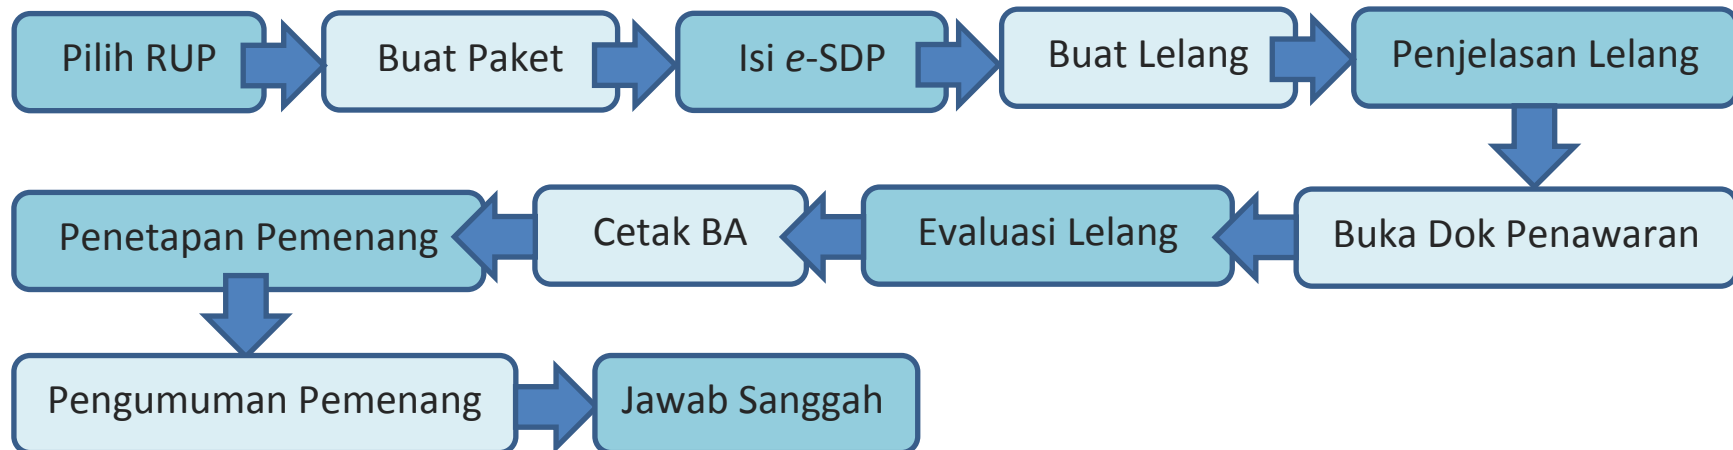 Pilih RUP
Buat Paket
Isi e-SDP
Buat Lelang
Penjelasan Lelang
Buka Dok Penawaran
Evaluasi Lelang
Cetak BA
Penetapan Pemenang
Pengumuman Pemenang
Jawab Sanggah